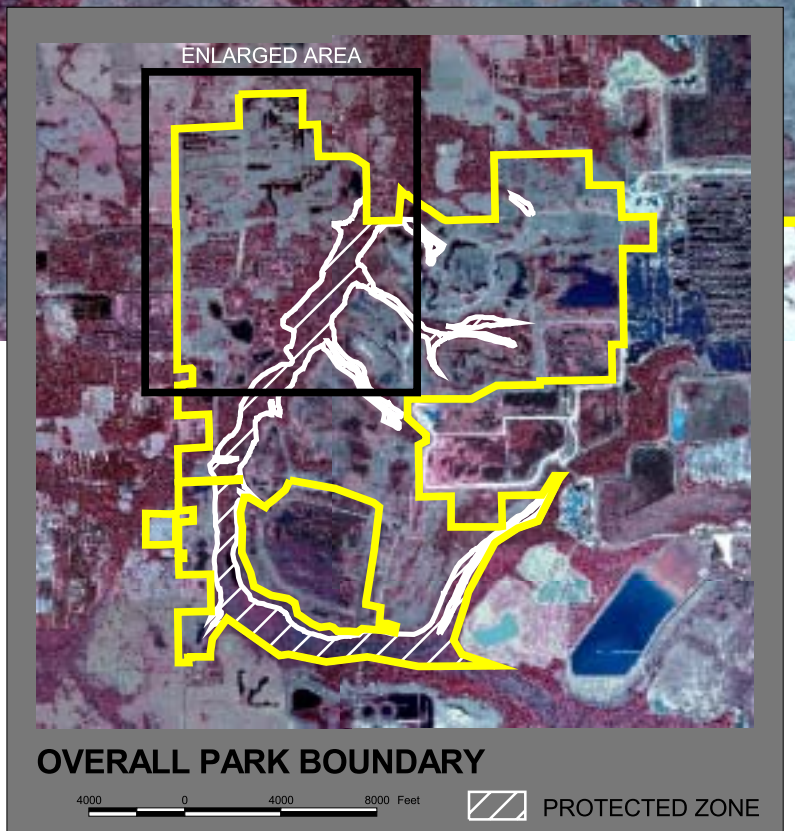 ENLARGED AREA
OVERALL PARK BOUNDARY
4000 0 4000 8000 Feet
PROTECTED ZONE